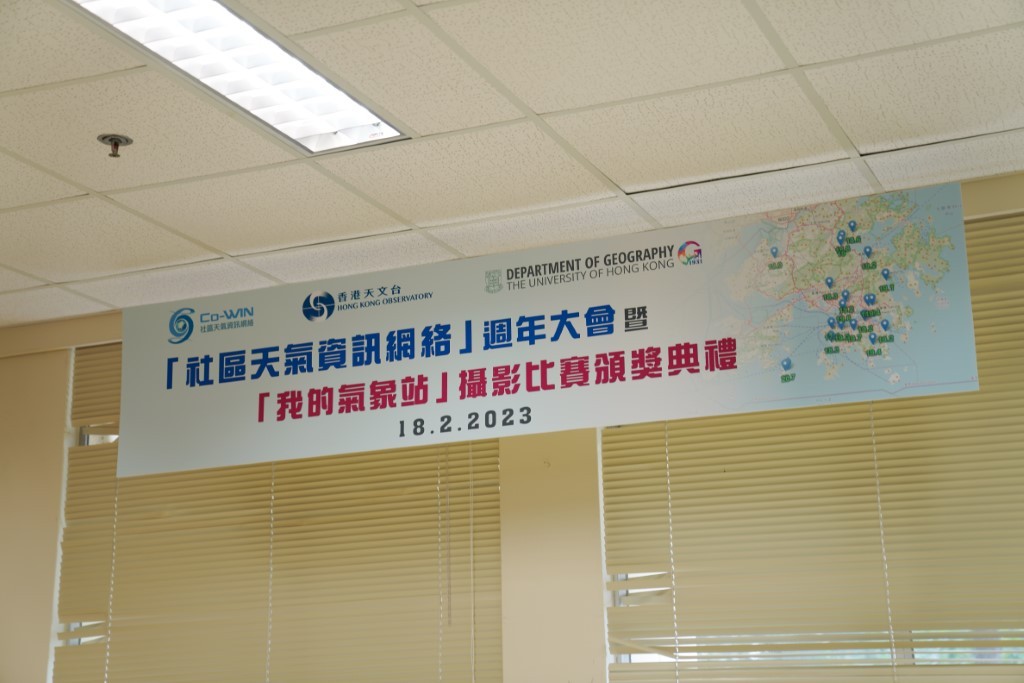 Co-WIN
社區天氣資訊網絡
香港天文台
HONG KONG OBSERVATORY
DEPARTMENT OF GEOGRAPHY
THE UNIVERSITY OF HONG KONG
「社區天氣資訊網絡」週年大會暨
「我的氣象站」攝影比賽頒獎典禮
18.2.2023